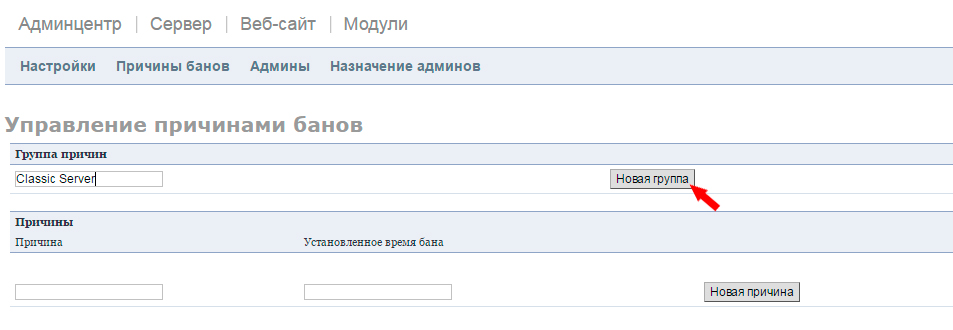 Админцентр Сервер Веб-сайт Модули
Настройки Причины банов Админы Назначение админов
Управление причинами банов
Группа причин
Classic Server Новая группа
Причины
Причина Установленное время бана
Новая причина